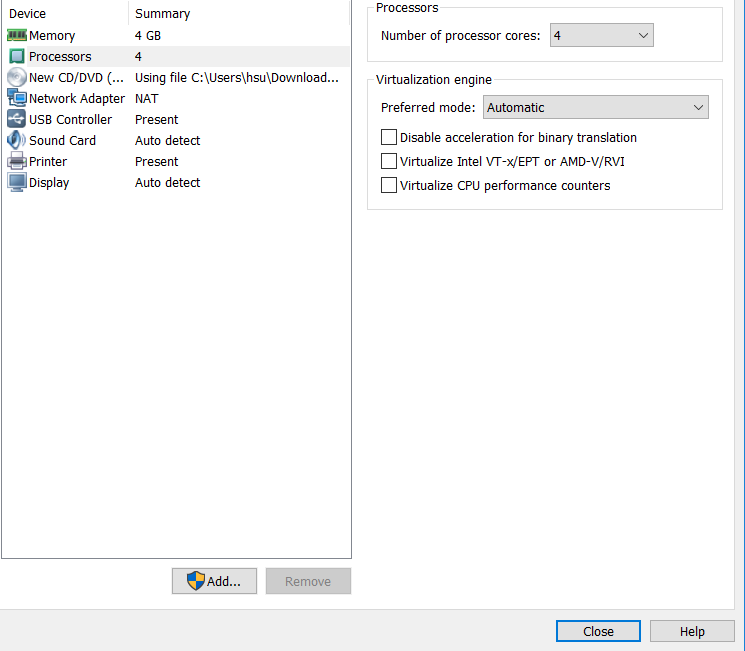 Device Summary
Memory 4 GB
Processors 4
New CD/DVD (... Using file C:\Users\hsu\Download...
Network Adapter NAT
USB Controller Present
Sound Card Auto detect
Printer Present
Display Auto detect
Add... Remove
Processors
Number of processor cores: 4
Virtualization engine
Preferred mode: Automatic
Disable acceleration for binary translation
Virtualize Intel VT-x/EPT or AMD-V/RVI
Virtualize CPU performance counters
Close Help